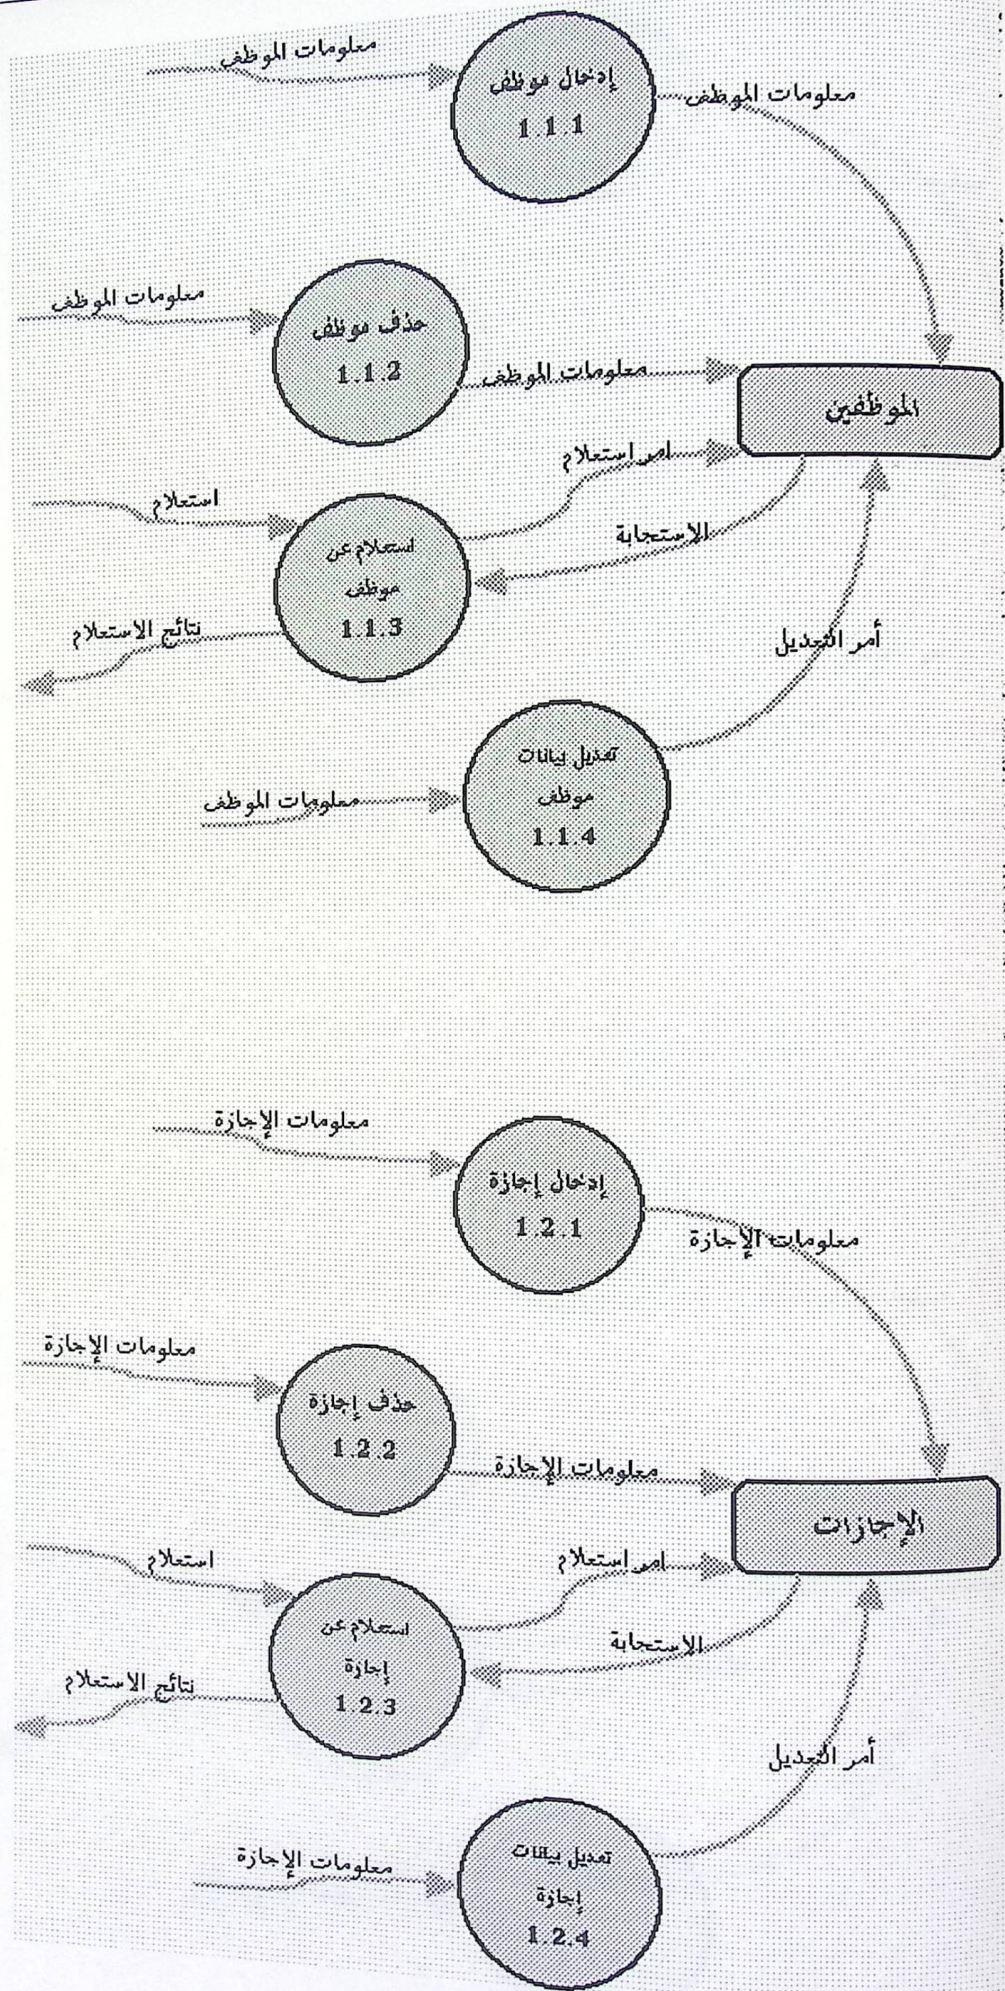 معلومات الموظف
إدخال موظف
1.1.1
معلومات الموظف
معلومات الموظف
حذف موظف
1.1.2
معلومات الموظف
الموظفين
امر استعلام
استعلام
الاستجابة
استعلام عن
موظف
1.1.3
نتائج الاستعلام
أمر التعديل
تعديل بيانات
موظف
1.1.4
معلومات الموظف
معلومات الإجازة
إدخال إجازة
1.2.1
معلومات الإجازة
معلومات الإجازة
حذف إجازة
1.2.2
معلومات الإجازة
الإجازات
امر استعلام
استعلام
الاستجابة
استعلام عن
إجازة
1.2.3
نتائج الاستعلام
أمر التعديل
تعديل بيانات
إجازة
1.2.4
معلومات الإجازة